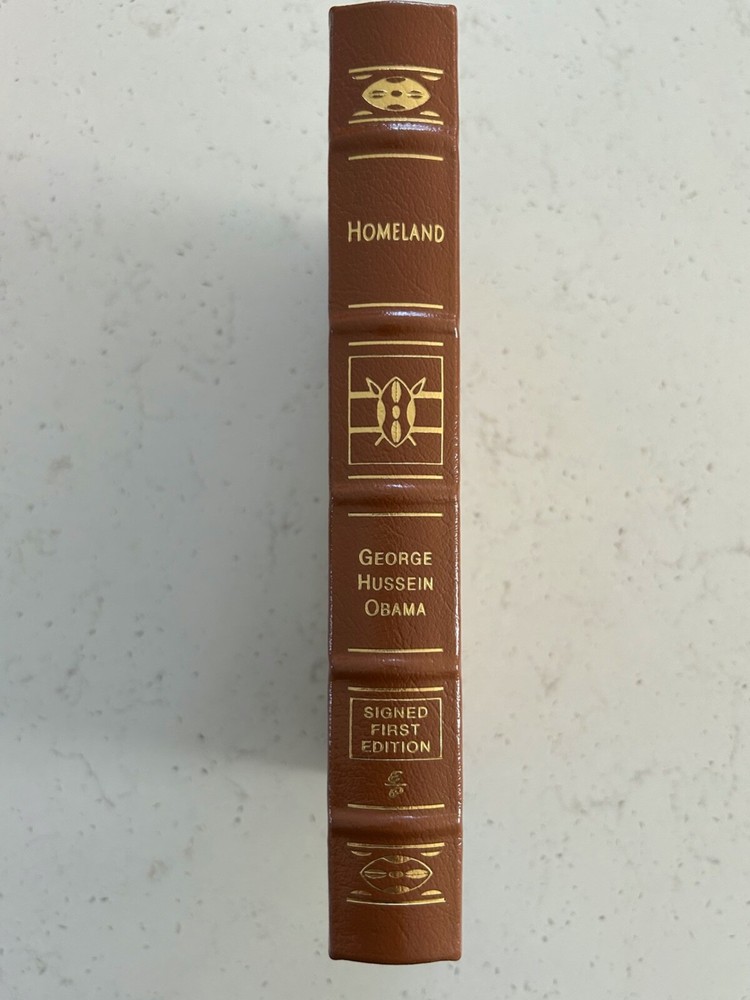 HOMELAND
GEORGE
HUSSEIN
OBAMA
SIGNED
FIRST
EDITION